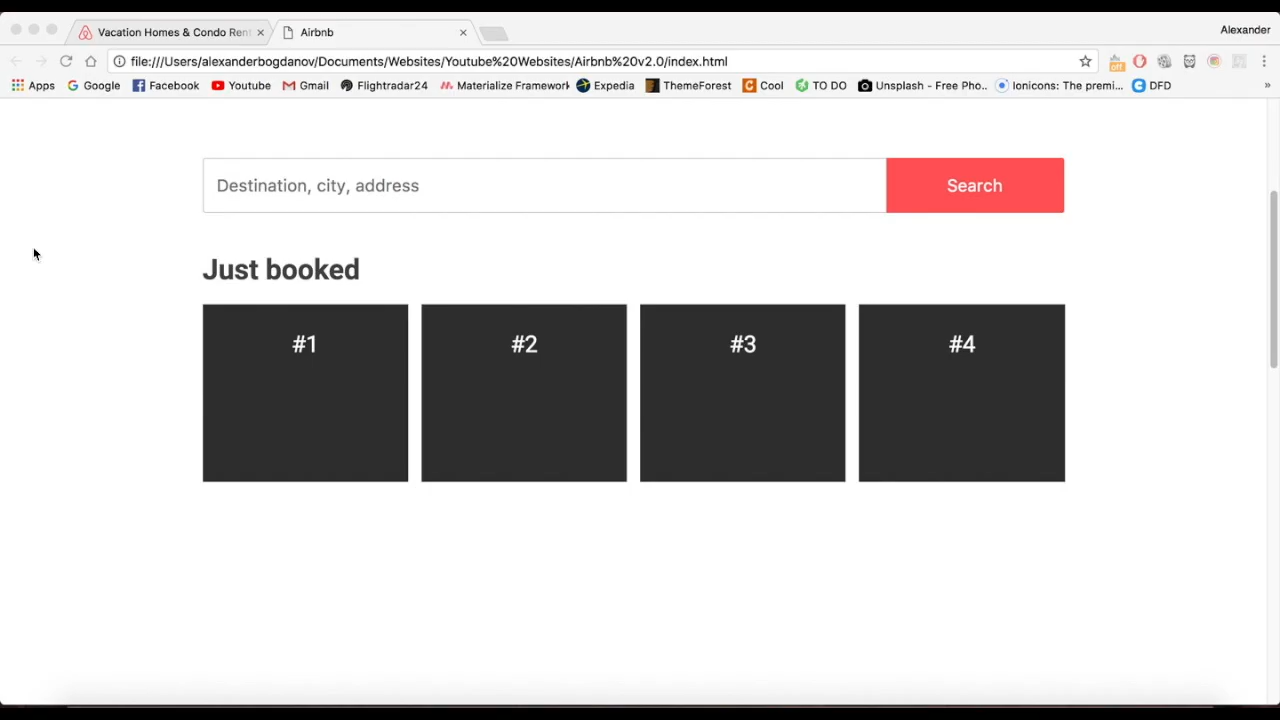 Vacation Homes & Condo Ren
Airbnb
Alexander
file:///Users/alexanderbogdanov/Documents/Websites/Youtube%20Websites/Airbnb%20v2.0/index.html
Apps Google Facebook Youtube Gmail Flightradar24 Materialize Framework Expedia ThemeForest Cool TO DO Unsplash - Free Pho... Ionicons: The premi... DFD »
Destination, city, address
Search
Just booked
#1 #2 #3 #4